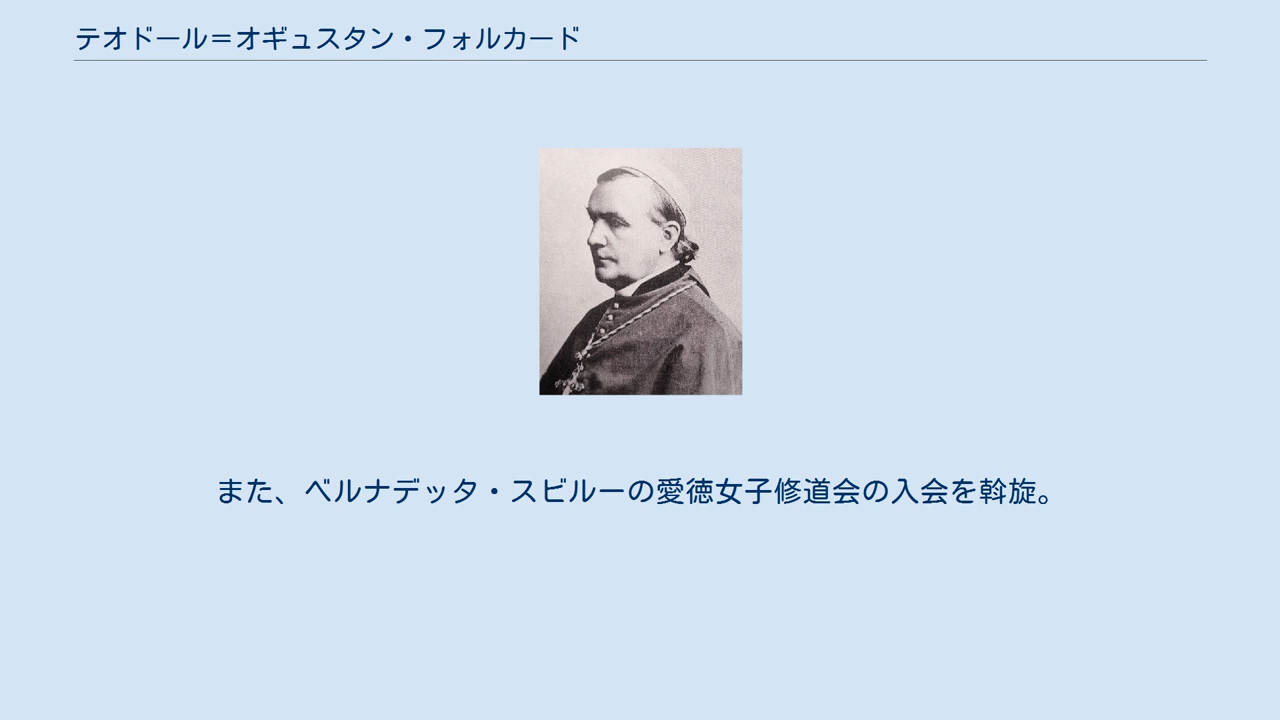 テオドール＝オギュスタン・フォルカード
また、ベルナデッタ・スビルーの愛徳女子修道会の入会を斡旋。